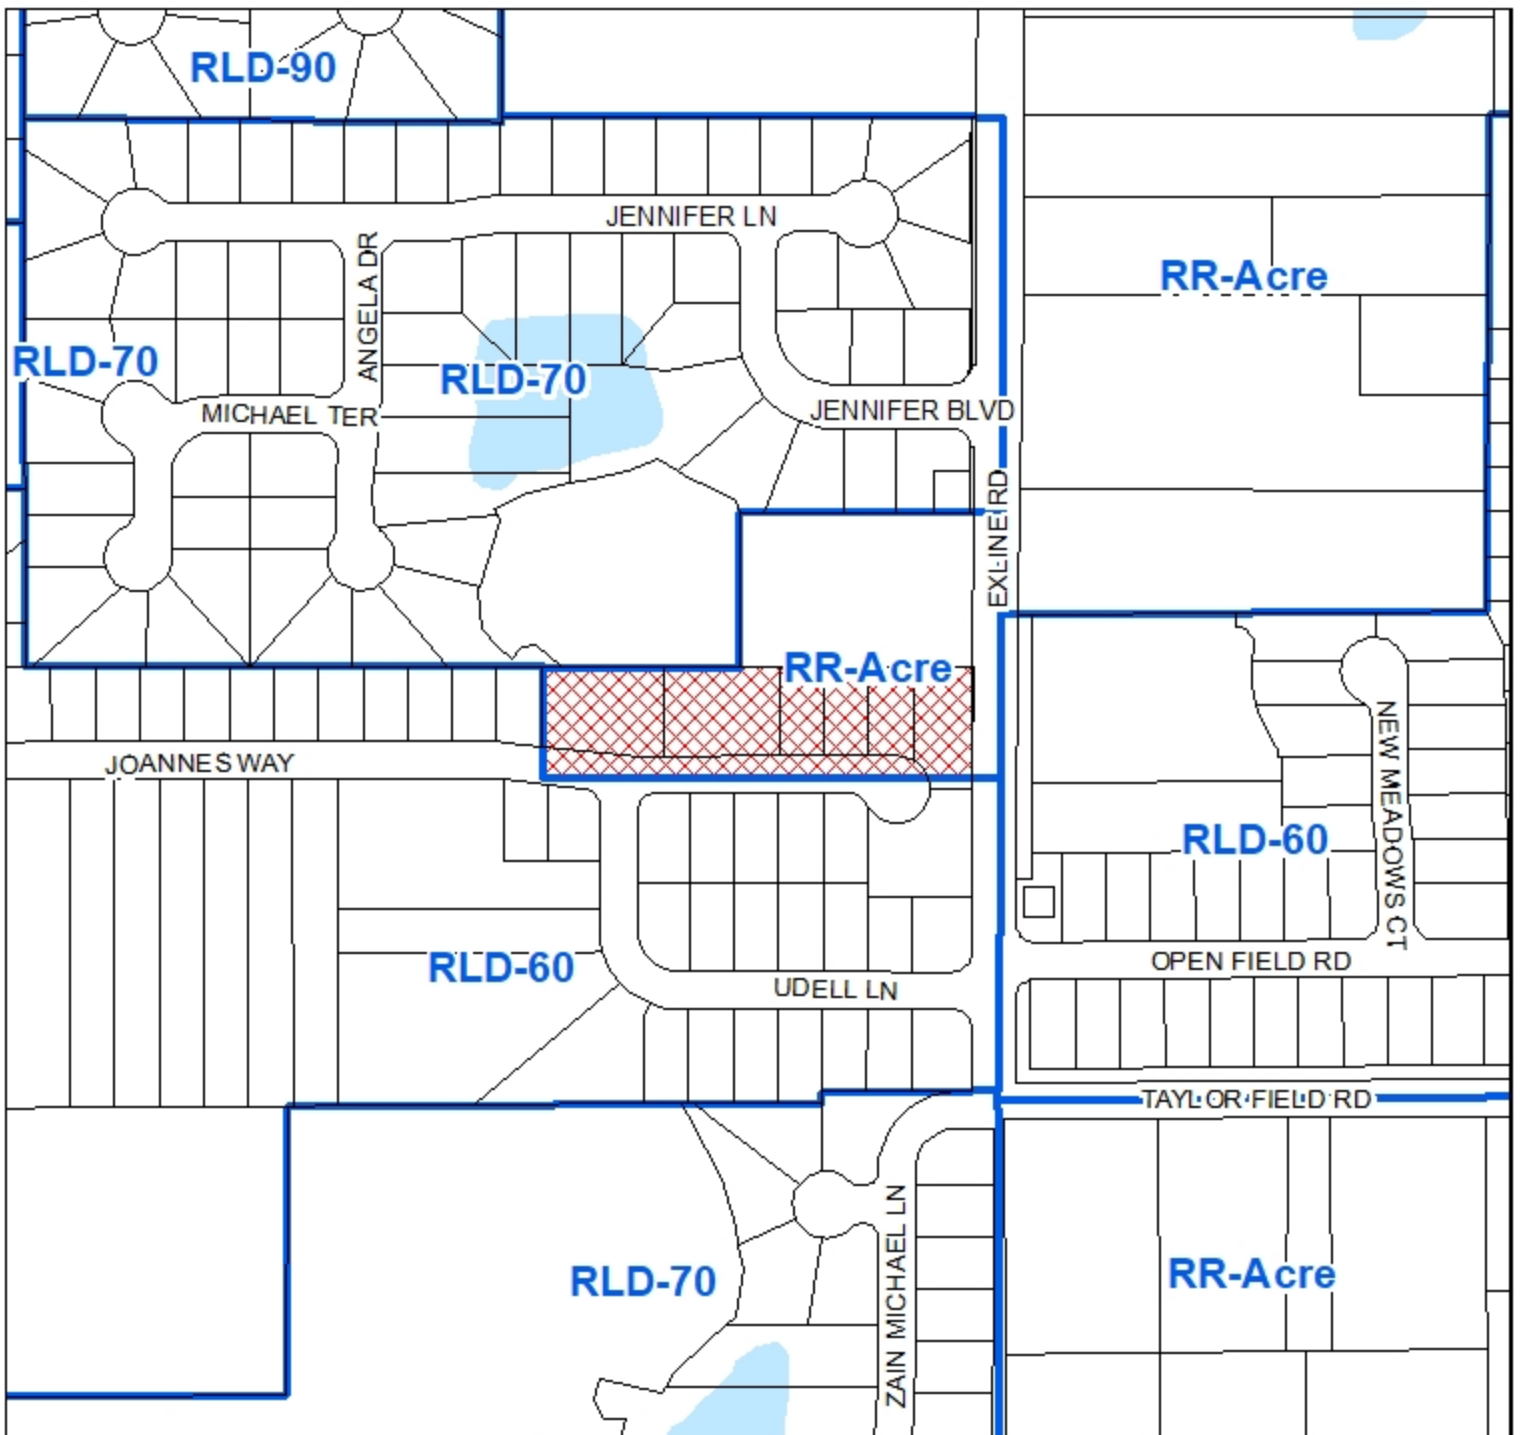 RLD-90
JENNIFER LN
ANGELA DR
RR-Acre
RLD-70
RLD-70
MICHAEL TER
JENNIFER BLVD
EXLINE RD
RR-Acre
JOANNES WAY
NEW MEADOWS CT
RLD-60
RLD-60
OPEN FIELD RD
UDELL LN
TAYLOR FIELD RD
ZAIN MICHAEL LN
RLD-70
RR-Acre